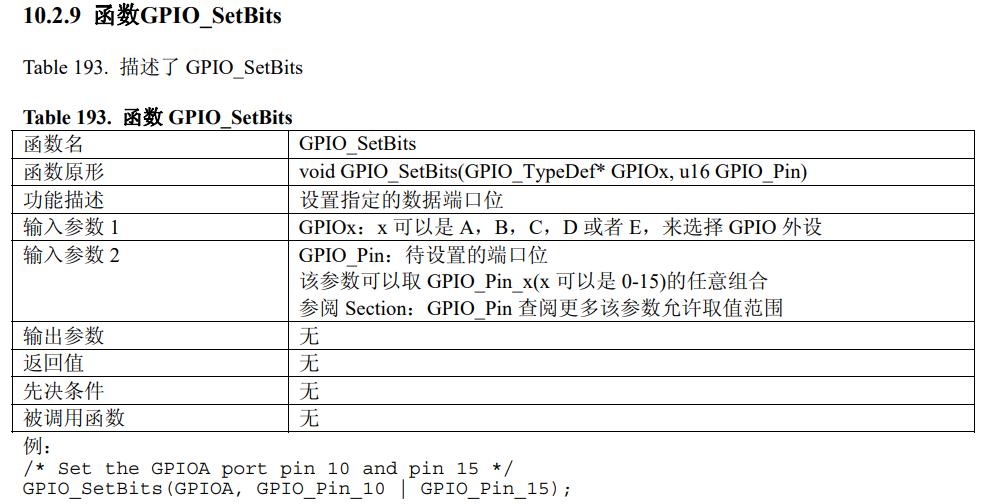 10.2.9 函数GPIO_SetBits
Table 193. 描述了 GPIO_SetBits
Table 193. 函数 GPIO_SetBits
函数名 GPIO_SetBits
函数原形 void GPIO_SetBits(GPIO_TypeDef* GPIOx, u16 GPIO_Pin)
功能描述 设置指定的数据端口位
输入参数 1 GPIOx：x 可以是 A，B，C，D 或者 E，来选择 GPIO 外设
输入参数 2 GPIO_Pin：待设置的端口位
该参数可以取 GPIO_Pin_x(x 可以是 0-15)的任意组合
参阅 Section：GPIO_Pin 查阅更多该参数允许取值范围
输出参数 无
返回值 无
先决条件 无
被调用函数 无
例：
/* Set the GPIOA port pin 10 and pin 15 */
GPIO_SetBits(GPIOA, GPIO_Pin_10 | GPIO_Pin_15);